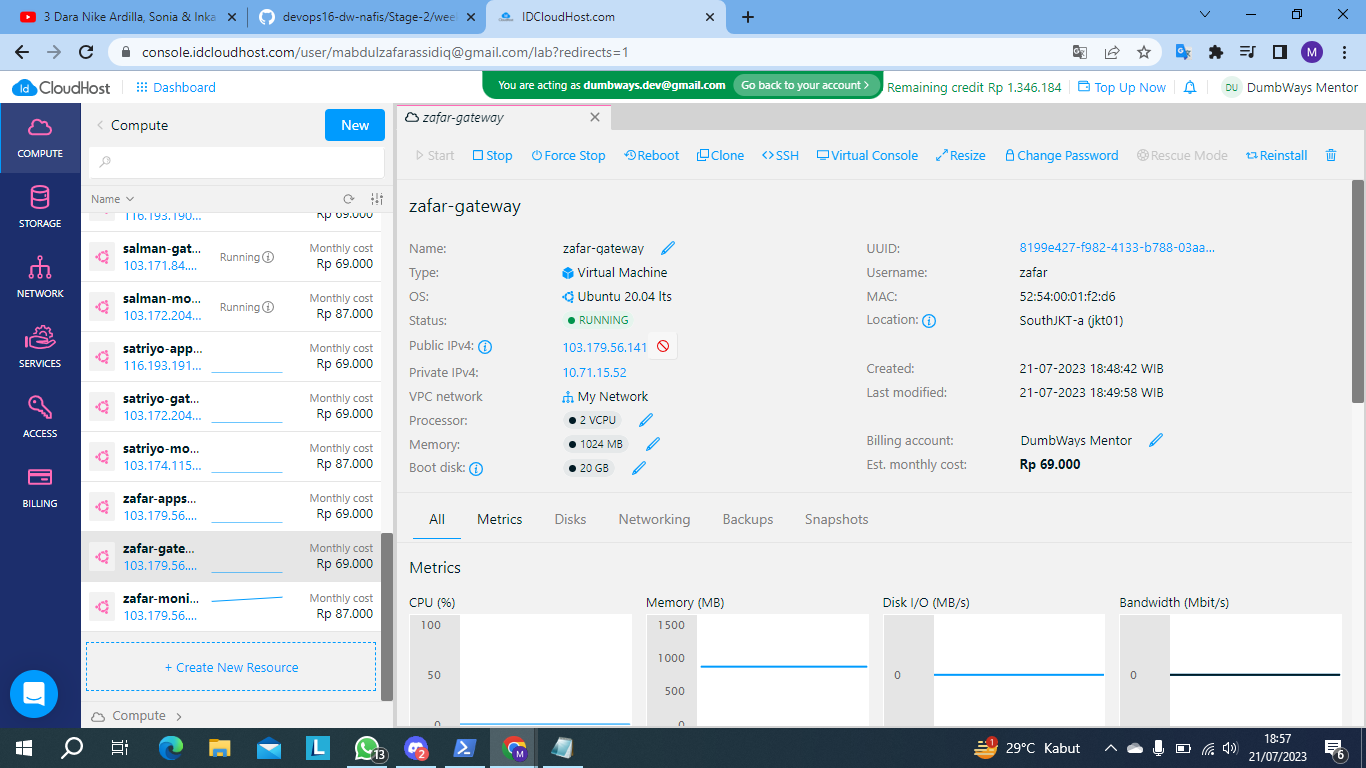 3 Dara Nike Ardilla, Sonia & Inka
devops16-dw-nafis/Stage-2/wee
IDCloudHost.com
console.idcloudhost.com/user/mabdulzafarassidiq@gmail.com/lab?redirects=1
M
Id CloudHost
Dashboard
You are acting as dumbways.dev@gmail.com
Go back to your account >
Remaining credit Rp 1.346.184
Top Up Now
DU
DumbWays Mentor
COMPUTE
STORAGE
NETWORK
SERVICES
ACCESS
BILLING
Compute
New
Name
116.193.190...
Rp 69.000
salman-gat...
103.171.84....
Running
Monthly cost
Rp 69.000
salman-mo...
103.172.204...
Running
Monthly cost
Rp 87.000
satriyo-app...
116.193.191...
Monthly cost
Rp 69.000
satriyo-gat...
103.172.204...
Monthly cost
Rp 69.000
satriyo-mo...
103.174.115...
Monthly cost
Rp 87.000
zafar-apps...
103.179.56....
Monthly cost
Rp 69.000
zafar-gate...
103.179.56....
Monthly cost
Rp 69.000
zafar-moni...
103.179.56....
Monthly cost
Rp 87.000
+ Create New Resource
Compute
zafar-gateway
Start
Stop
Force Stop
Reboot
Clone
SSH
Virtual Console
Resize
Change Password
Rescue Mode
Reinstall
zafar-gateway
Name: zafar-gateway
Type: Virtual Machine
OS: Ubuntu 20.04 lts
Status: RUNNING
Public IPv4: 103.179.56.141
Private IPv4: 10.71.15.52
VPC network My Network
Processor: 2 VCPU
Memory: 1024 MB
Boot disk: 20 GB
UUID: 8199e427-f982-4133-b788-03aa...
Username: zafar
MAC: 52:54:00:01:f2:d6
Location: SouthJKT-a (jkt01)
Created: 21-07-2023 18:48:42 WIB
Last modified: 21-07-2023 18:49:58 WIB
Billing account: DumbWays Mentor
Est. monthly cost: Rp 69.000
All
Metrics
Disks
Networking
Backups
Snapshots
Metrics
CPU (%)
100
50
0
Memory (MB)
1500
1000
500
0
Disk I/O (MB/s)
0
Bandwidth (Mbit/s)
0
L
13
2
M
1
29°C Kabut
18:57
21/07/2023
6